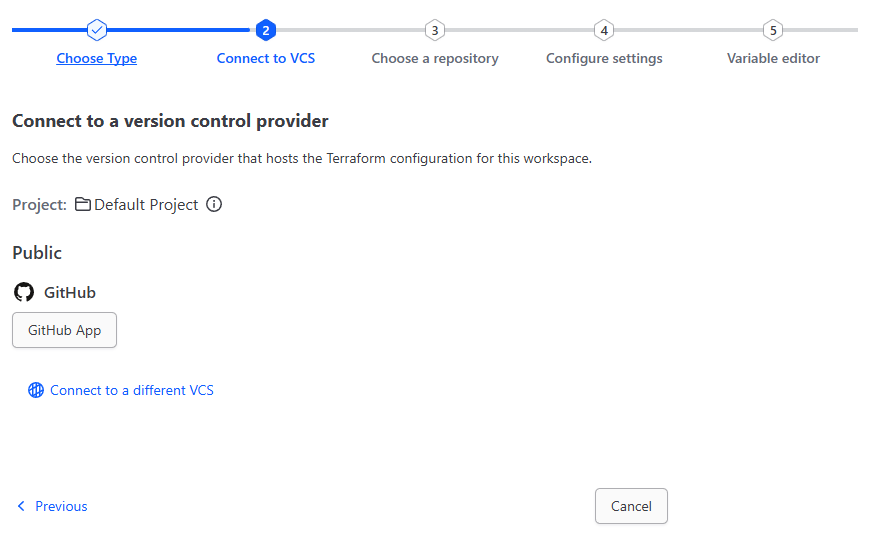 2 3 4 5
Choose Type Connect to VCS Choose a repository Configure settings Variable editor
Connect to a version control provider
Choose the version control provider that hosts the Terraform configuration for this workspace.
Project: Default Project
Public
GitHub
GitHub App
Connect to a different VCS
Previous Cancel